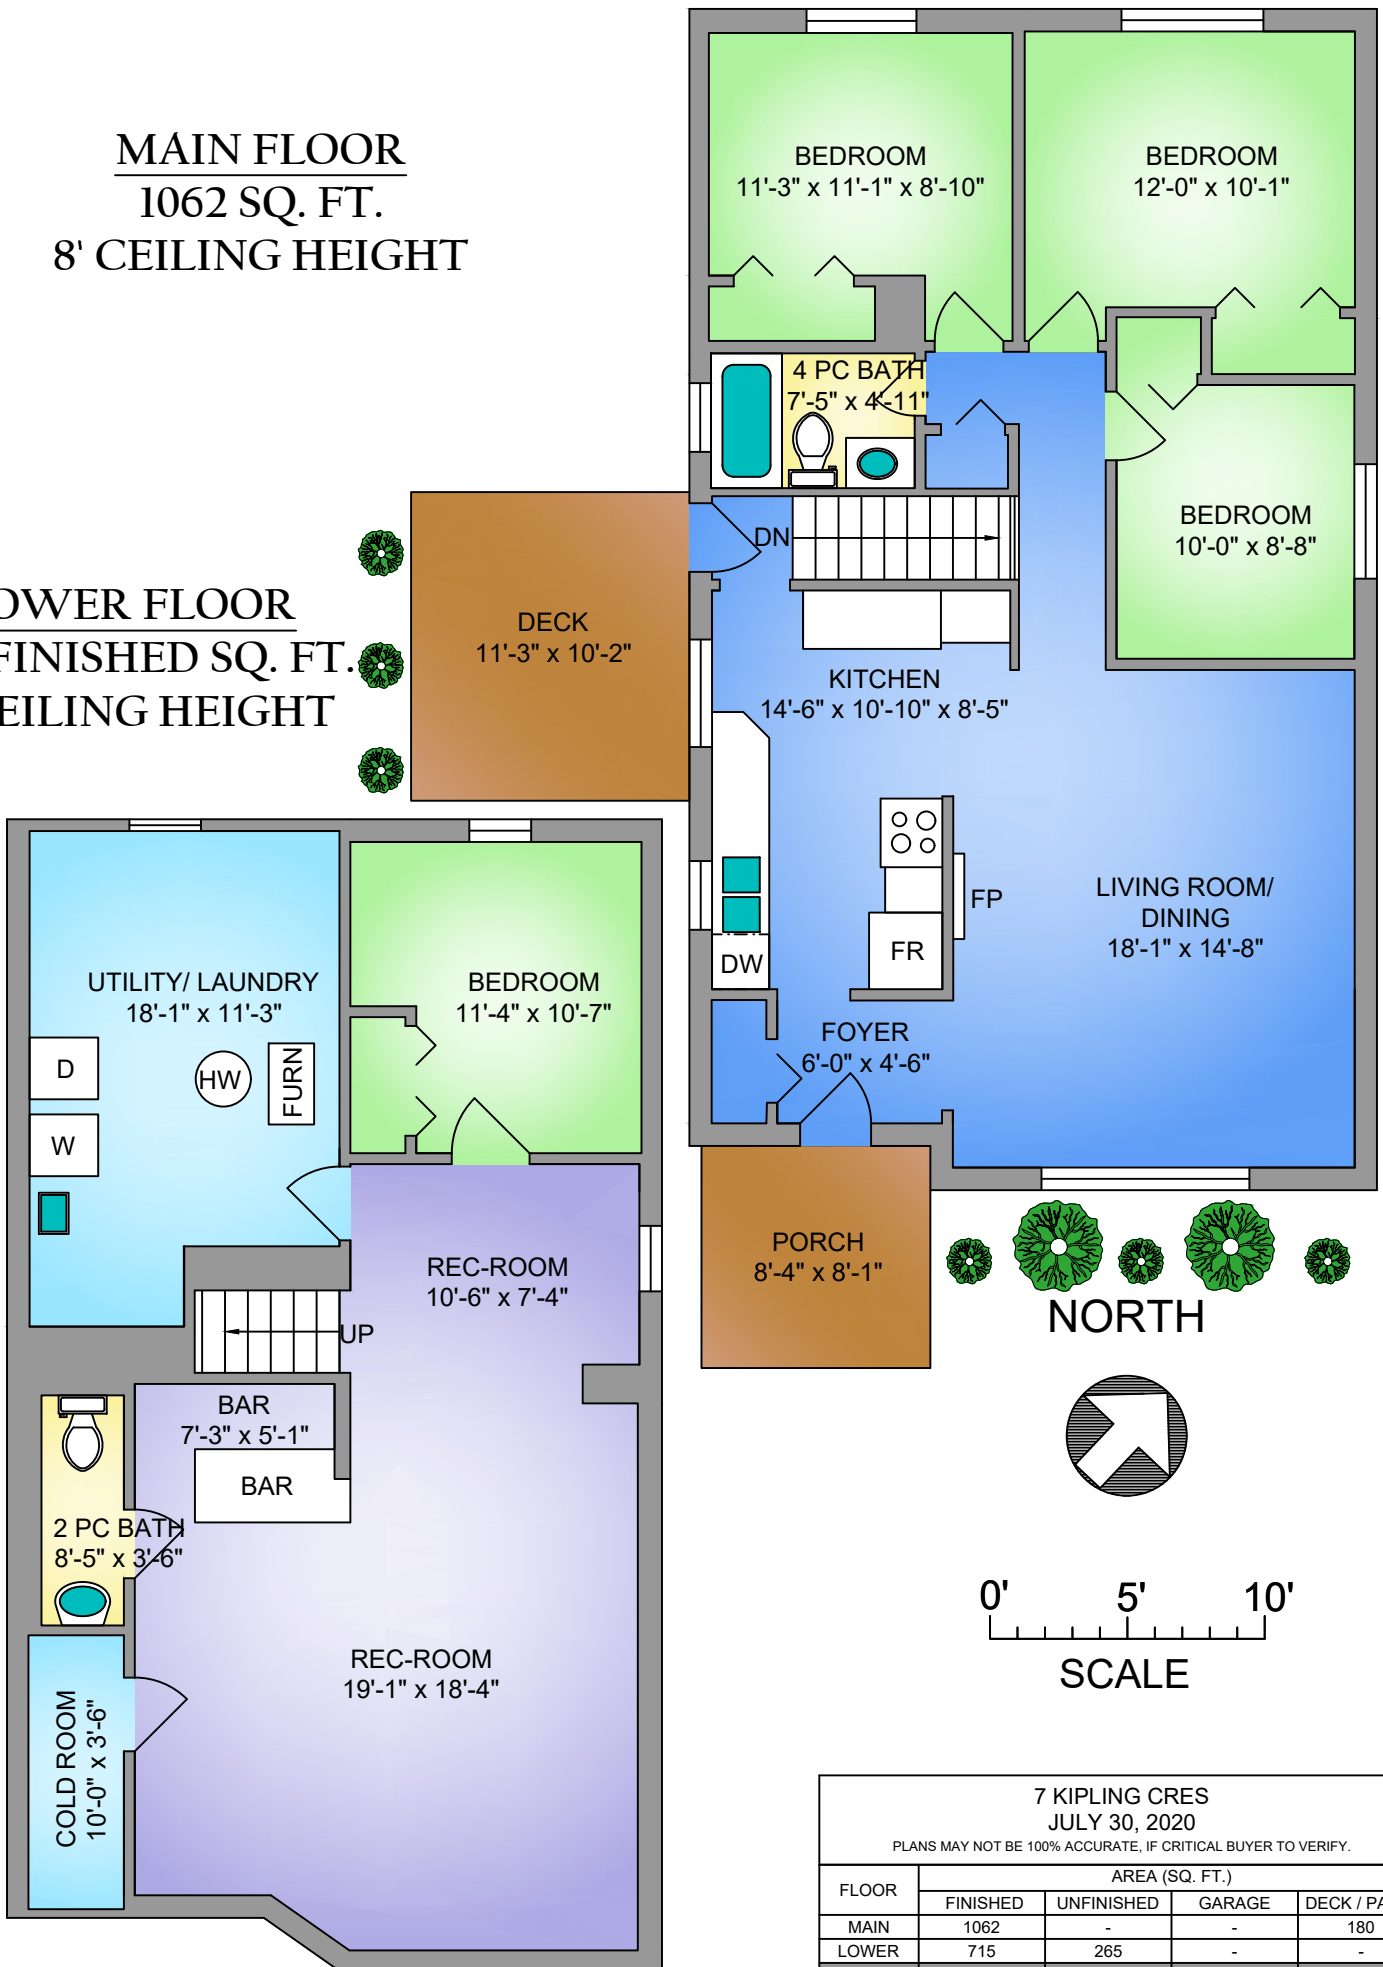 MAIN FLOOR
1062 SQ. FT.
8' CEILING HEIGHT
BEDROOM
11'-3" x 11'-1" x 8'-10"
BEDROOM
12'-0" x 10'-1"
4 PC BATH
7'-5" x 4'-11"
BEDROOM
10'-0" x 8'-8"
DN
DECK
11'-3" x 10'-2"
KITCHEN
14'-6" x 10'-10" x 8'-5"
FP
LIVING ROOM/
DINING
18'-1" x 14'-8"
FR
DW
FOYER
6'-0" x 4'-6"
PORCH
8'-4" x 8'-1"
FLOOR
FINISHED SQ. FT.
HEIGHT
UTILITY/ LAUNDRY
18'-1" x 11'-3"
BEDROOM
11'-4" x 10'-7"
D
HW
FURN
W
REC-ROOM
10'-6" x 7'-4"
UP
BAR
7'-3" x 5'-1"
BAR
2 PC BATH
8'-5" x 3'-6"
REC-ROOM
19'-1" x 18'-4"
COLD ROOM
10'-0" x 3'-6"
NORTH
0' 5' 10'
SCALE
7 KIPLING CRES
JULY 30, 2020
PLANS MAY NOT BE 100% ACCURATE, IF CRITICAL BUYER TO VERIFY.
FLOOR AREA (SQ. FT.)
FINISHED UNFINISHED GARAGE DECK /
MAIN 1062 - - 180
LOWER 715 265 - -